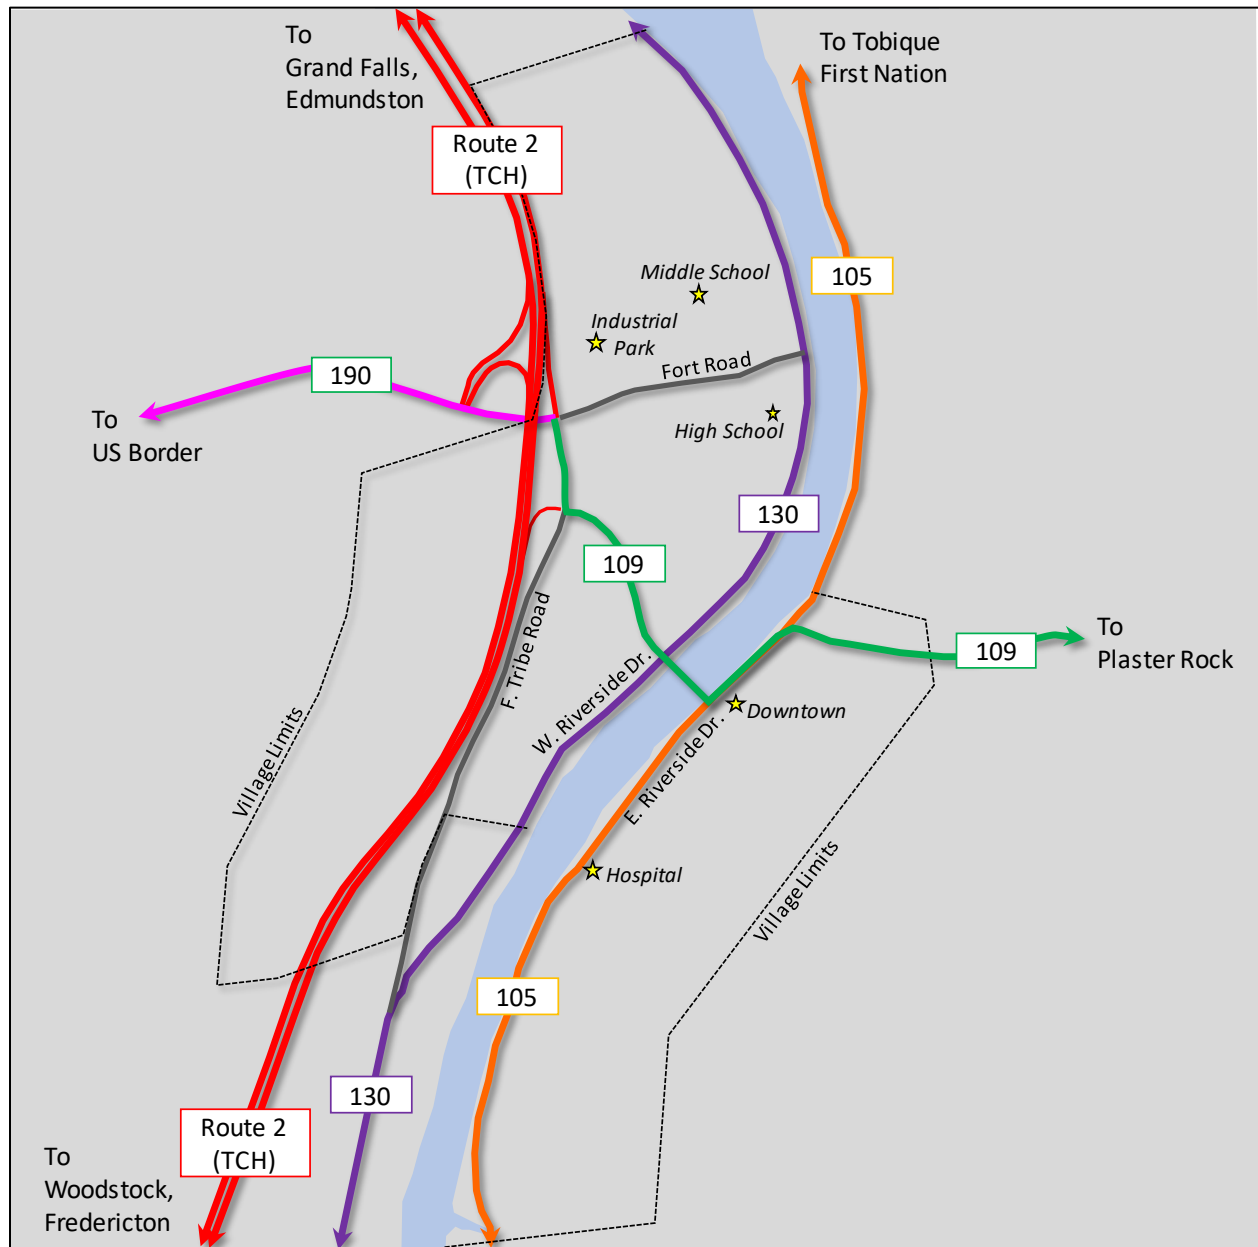 To
Grand Falls,
Edmundston
To Tobique
First Nation
Route 2
(TCH)
105
Middle School
Industrial
Park
Fort Road
190
To
US Border
High School
130
109
F. Tribe Road
W. Riverside Dr.
To
Plaster Rock
109
Downtown
E. Riverside Dr.
Village Limits
Hospital
Village Limits
105
130
Route 2
(TCH)
To
Woodstock,
Fredericton